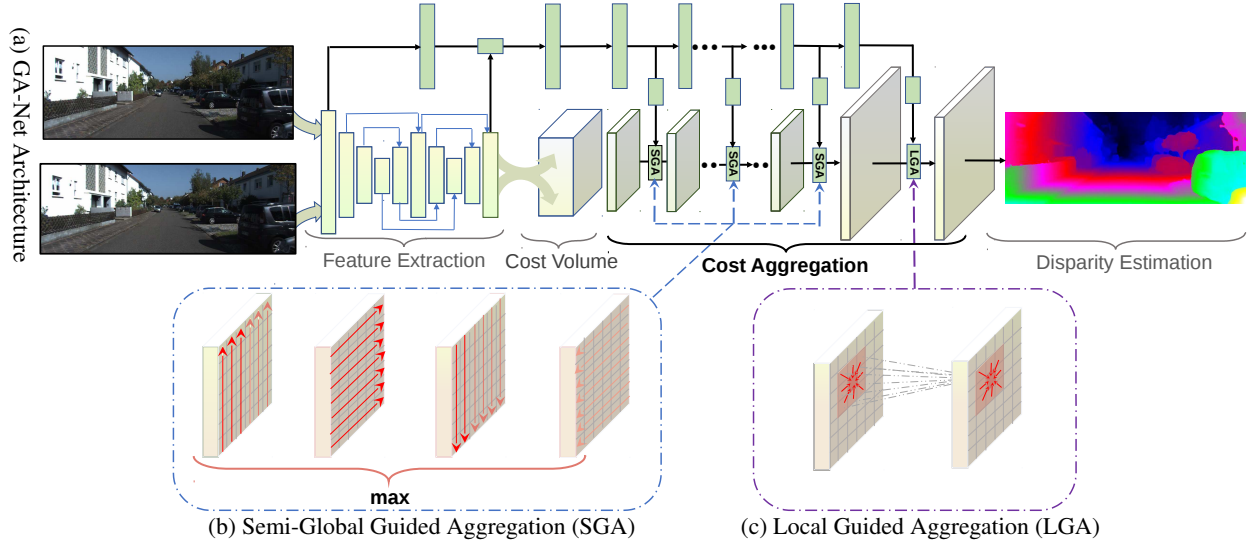 (a) GA-Net Architecture
SGA
SGA
SGA
LGA
Feature Extraction
Cost Volume
Cost Aggregation
Disparity Estimation
max
(b) Semi-Global Guided Aggregation (SGA)
(c) Local Guided Aggregation (LGA)